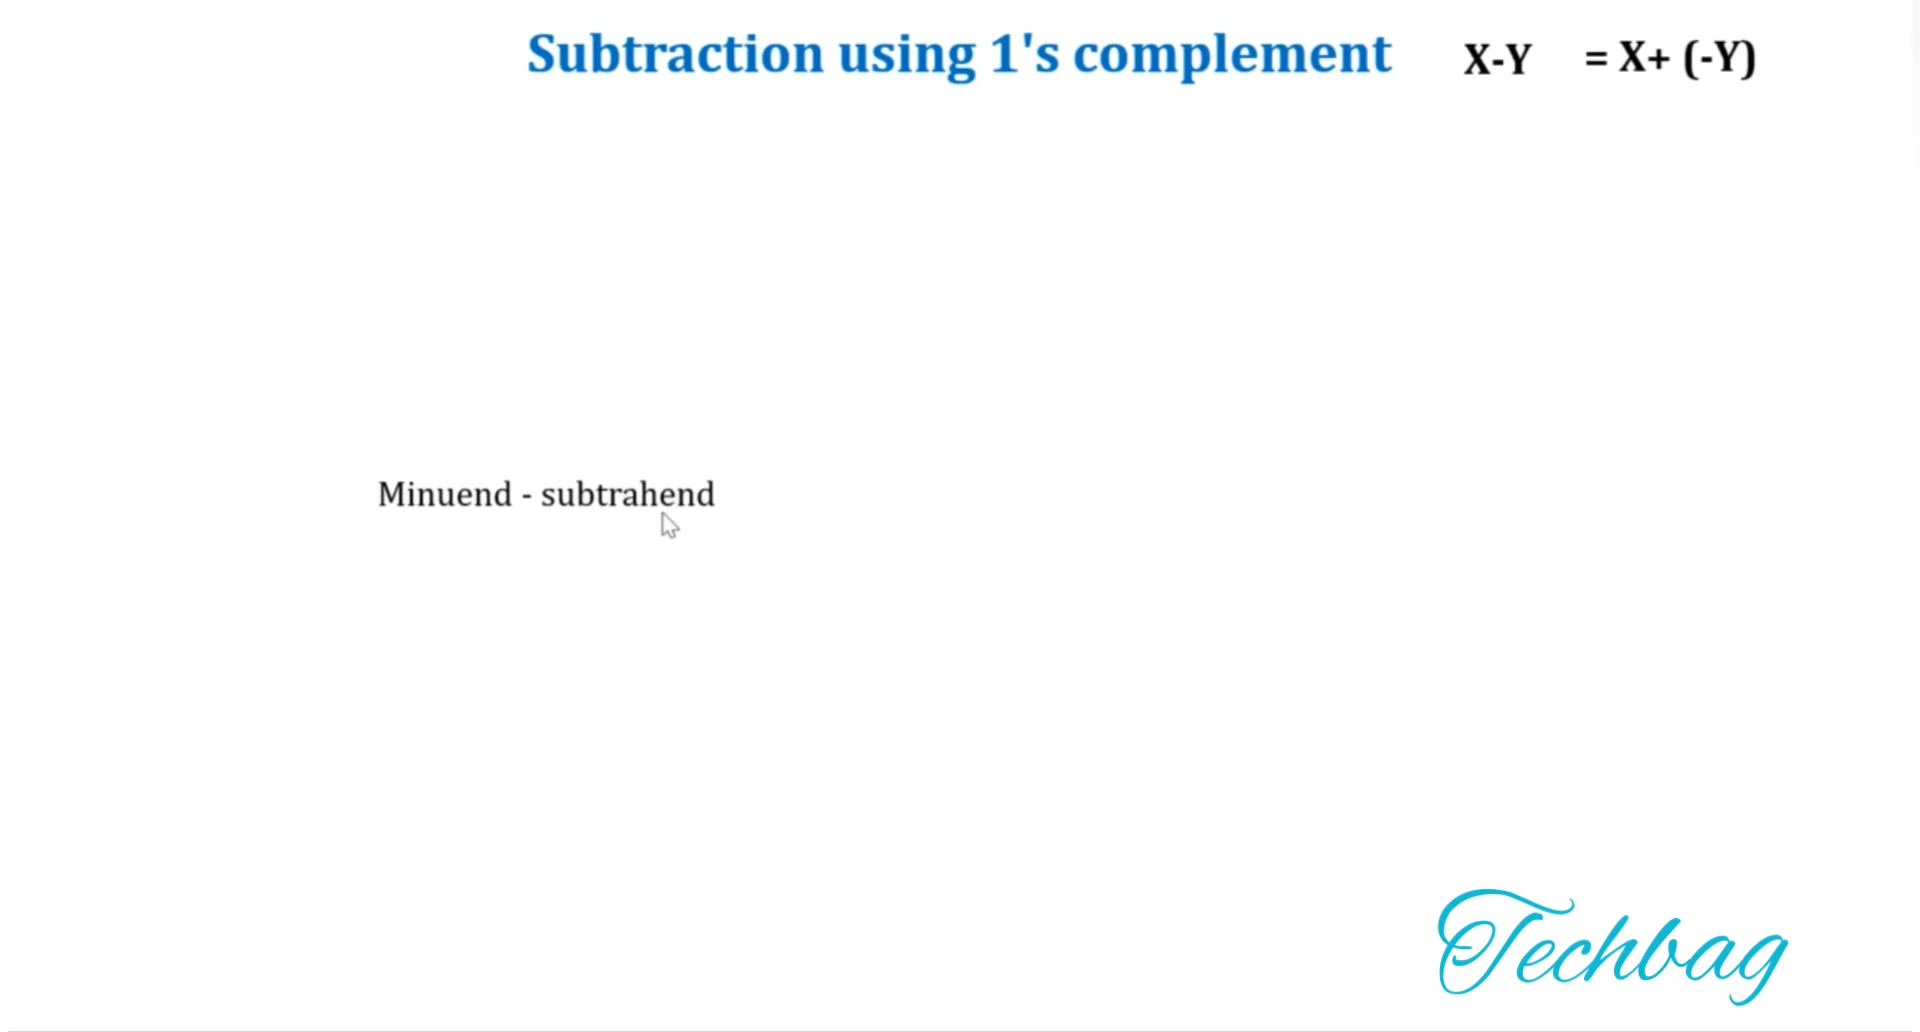 Subtraction using 1's complement X-Y = X+ (-Y)
Minuend - subtrahend
Techbag